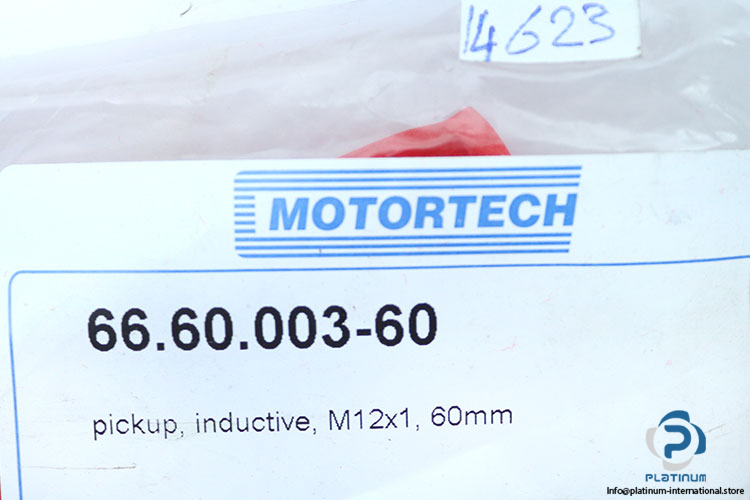 14623
MOTORTECH
66.60.003-60
pickup, inductive, M12x1, 60mm
PLATINUM
Info@platinum-international.store